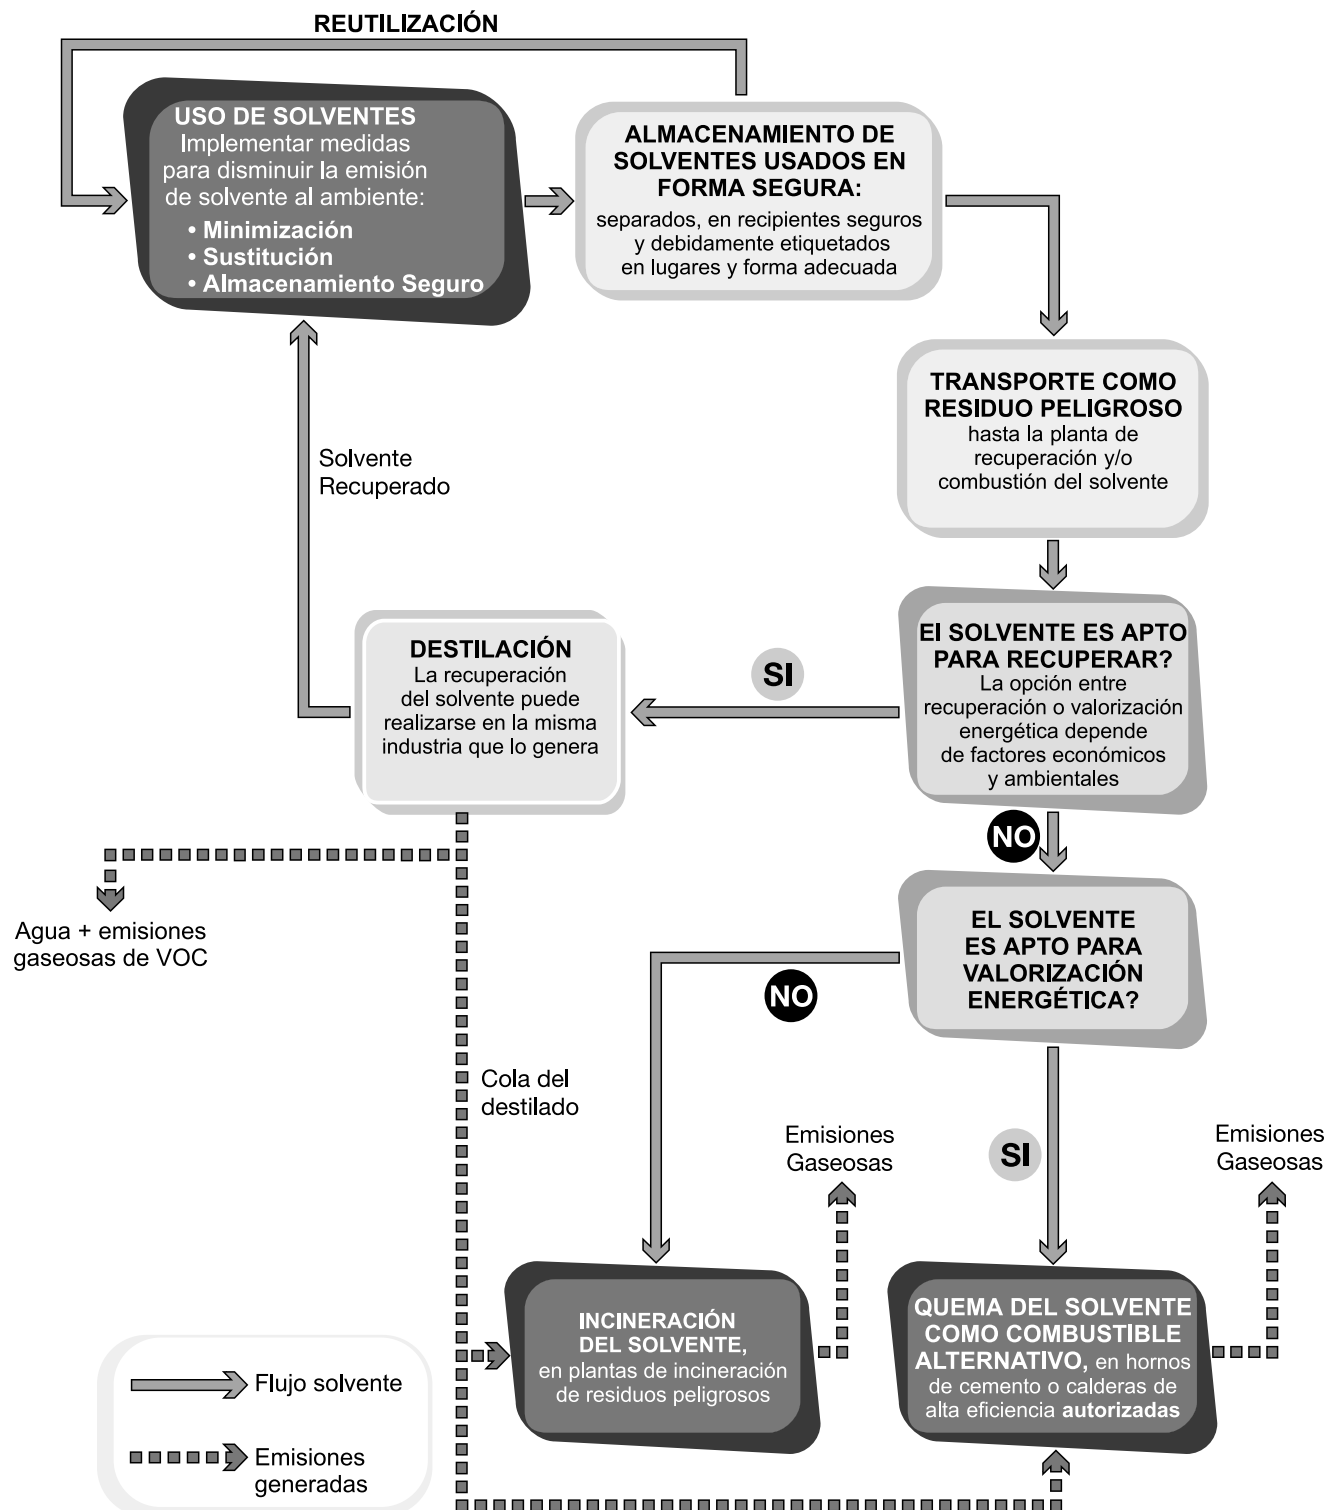 REUTILIZACIÓN
USO DE SOLVENTES
Implementar medidas
para disminuir la emisión
de solvente al ambiente:
• Minimización
• Sustitución
• Almacenamiento Seguro
ALMACENAMIENTO DE
SOLVENTES USADOS EN
FORMA SEGURA:
separados, en recipientes seguros
y debidamente etiquetados
en lugares y forma adecuada
TRANSPORTE COMO
RESIDUO PELIGROSO
hasta la planta de
recuperación y/o
combustión del solvente
Solvente
Recuperado
El SOLVENTE ES APTO
PARA RECUPERAR?
La opción entre
recuperación o valorización
energética depende
de factores económicos
y ambientales
SI
DESTILACIÓN
La recuperación
del solvente puede
realizarse en la misma
industria que lo genera
NO
Agua + emisiones
gaseosas de VOC
EL SOLVENTE
ES APTO PARA
VALORIZACIÓN
ENERGÉTICA?
NO
Cola del
destilado
SI
Emisiones
Gaseosas
Emisiones
Gaseosas
INCINERACIÓN
DEL SOLVENTE,
en plantas de incineración
de residuos peligrosos
QUEMA DEL SOLVENTE
COMO COMBUSTIBLE
ALTERNATIVO, en hornos
de cemento o calderas de
alta eficiencia autorizadas
Flujo solvente
Emisiones
generadas